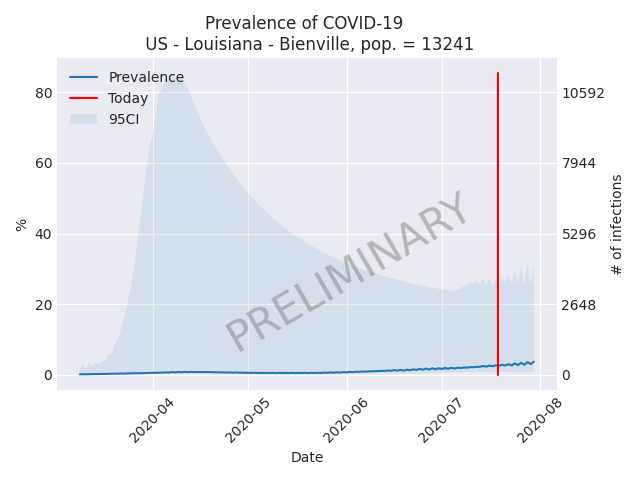 Prevalence of COVID-19
US - Louisiana - Bienville, pop. = 13241
Prevalence
Today
95CI
80
60
40
20
0
%
10592
7944
5296
2648
0
# of infections
PRELIMINARY
2020-04
2020-05
2020-06
2020-07
2020-08
Date